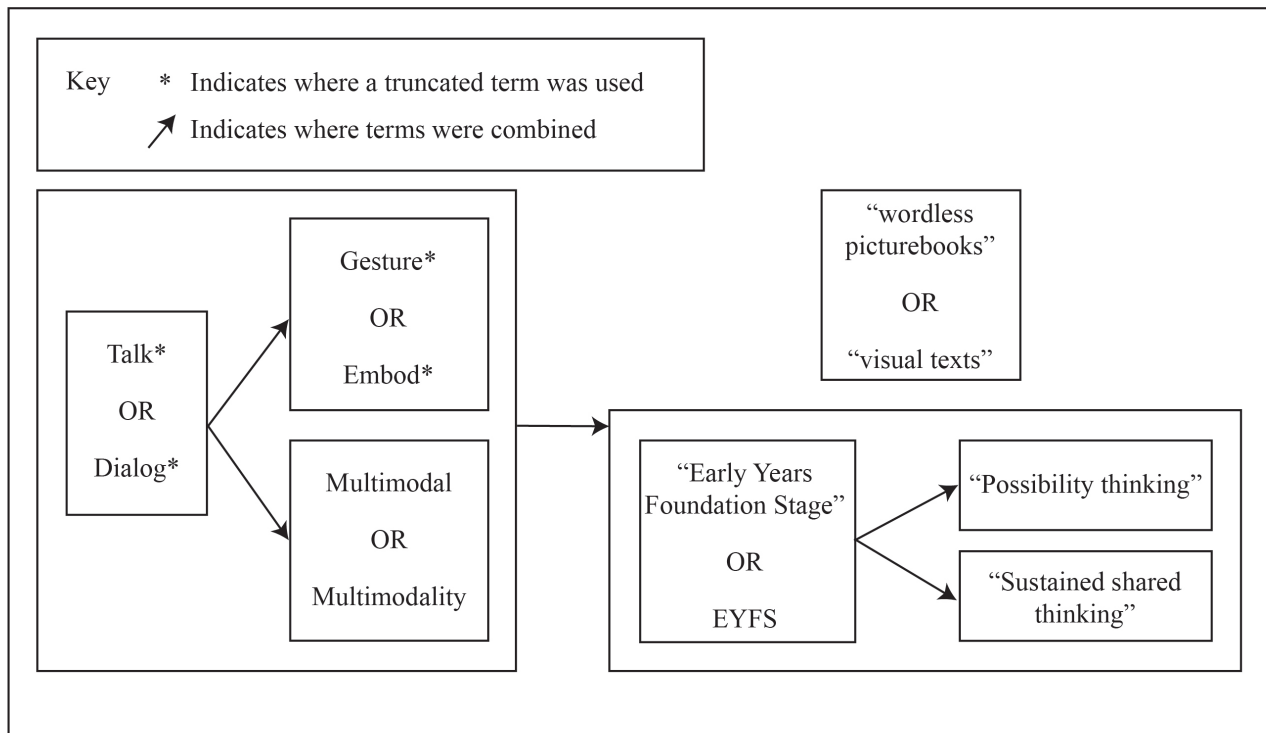 Key * Indicates where a truncated term was used
Indicates where terms were combined
Talk*
OR
Dialog*
Gesture*
OR
Embod*
Multimodal
OR
Multimodality
“wordless
picturebooks”
OR
“visual texts”
“Early Years
Foundation Stage”
OR
EYFS
“Possibility thinking”
“Sustained shared
thinking”